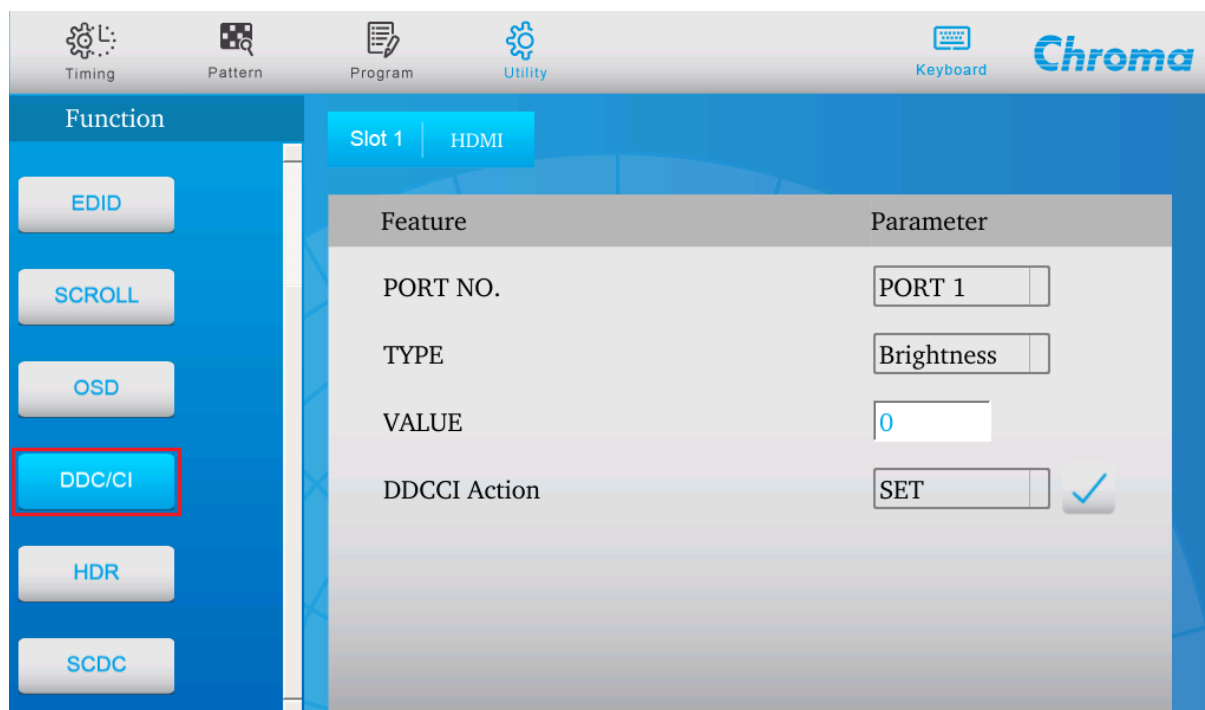 Timing Pattern Program Utility Keyboard Chroma
Function
Slot 1 HDMI
EDID
Feature Parameter
SCROLL
PORT NO. PORT 1
OSD
TYPE Brightness
VALUE 0
DDC/CI
DDCCI Action SET
HDR
SCDC